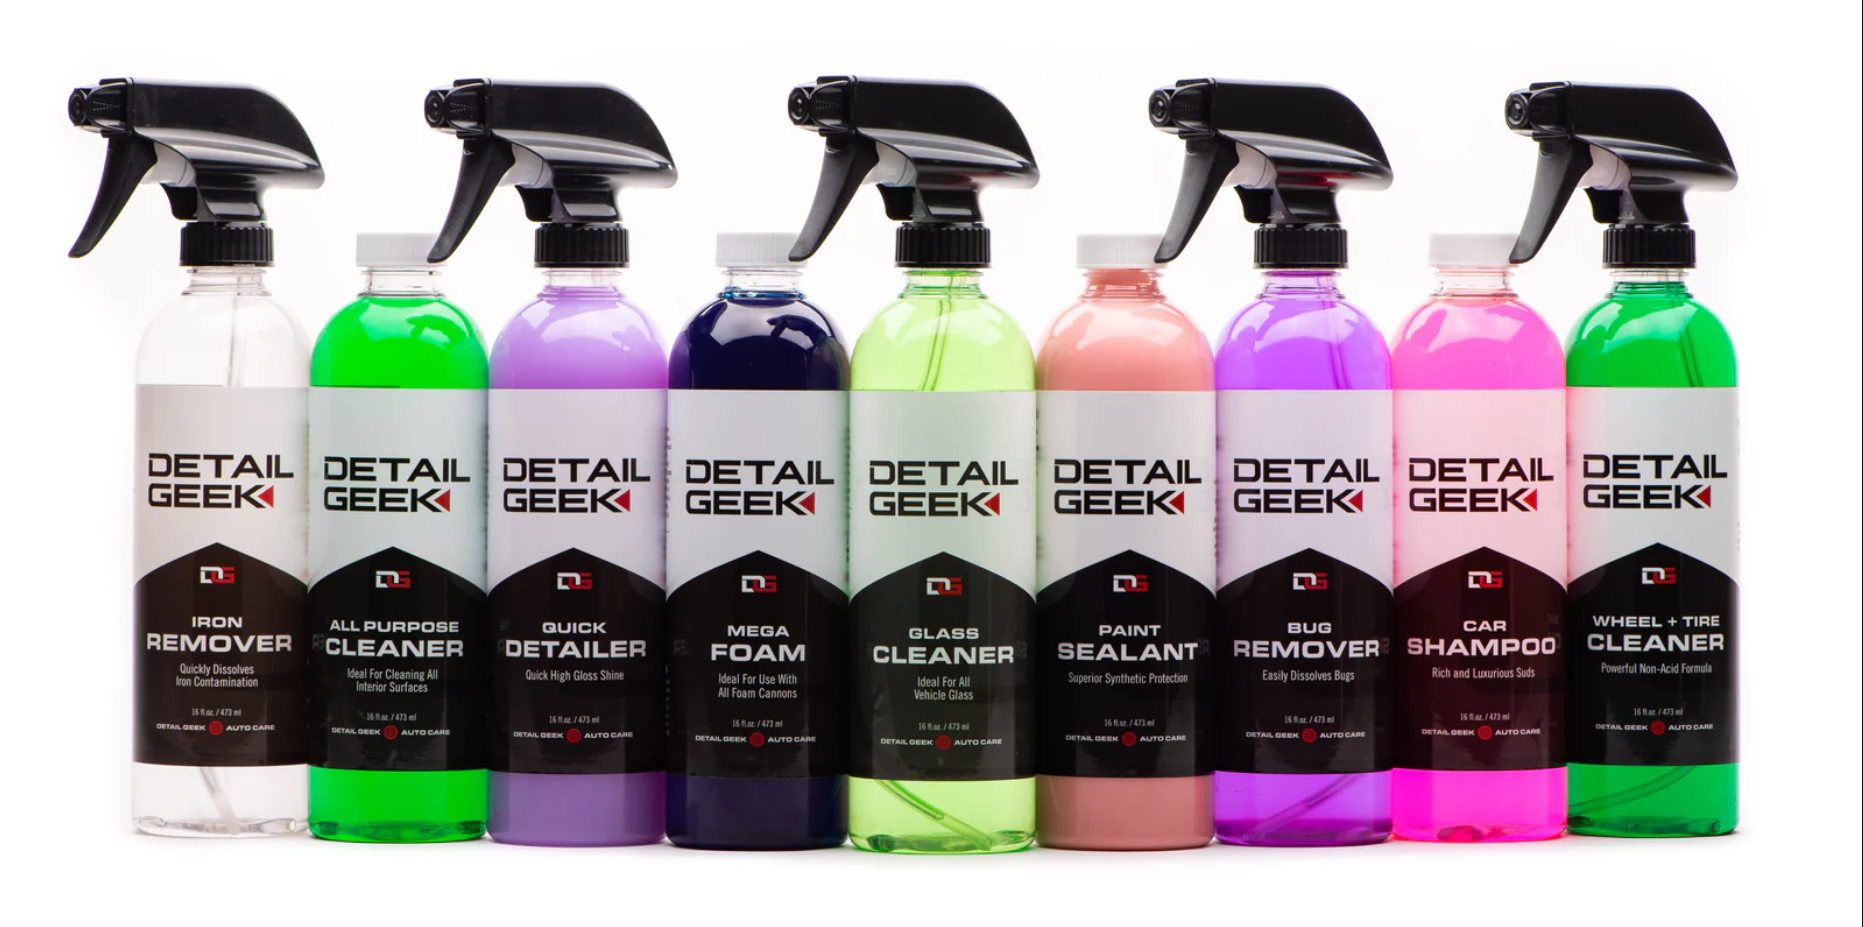 DETAIL
GEEK
DG
IRON
REMOVER
Quickly Dissolves
Iron Contamination
16 fl.oz. / 473 ml
DETAIL GEEK AUTO CARE
DETAIL
GEEK
DG
ALL PURPOSE
CLEANER
Ideal For Cleaning All
Interior Surfaces
16 fl.oz. / 473 ml
DETAIL GEEK AUTO CARE
DETAIL
GEEK
DG
QUICK
DETAILER
Quick High Gloss Shine
16 fl.oz. / 473 ml
DETAIL GEEK AUTO CARE
DETAIL
GEEK
DG
MEGA
FOAM
Ideal For Use With
All Foam Cannons
16 fl.oz. / 473 ml
DETAIL GEEK AUTO CARE
DETAIL
GEEK
DG
GLASS
CLEANER
Ideal For All
Vehicle Glass
16 fl.oz. / 473 ml
DETAIL GEEK AUTO CARE
DETAIL
GEEK
DG
PAINT
SEALANT
Superior Synthetic Protection
16 fl.oz. / 473 ml
DETAIL GEEK AUTO CARE
DETAIL
GEEK
DG
BUG
REMOVER
Easily Dissolves Bugs
16 fl.oz. / 473 ml
DETAIL GEEK AUTO CARE
DETAIL
GEEK
DG
CAR
SHAMPOO
Rich and Luxurious Suds
16 fl.oz. / 473 ml
DETAIL GEEK AUTO CARE
DETAIL
GEEK
DG
WHEEL + TIRE
CLEANER
Powerful Non-Acid Formula
16 fl.oz. / 473 ml
DETAIL GEEK AUTO CARE